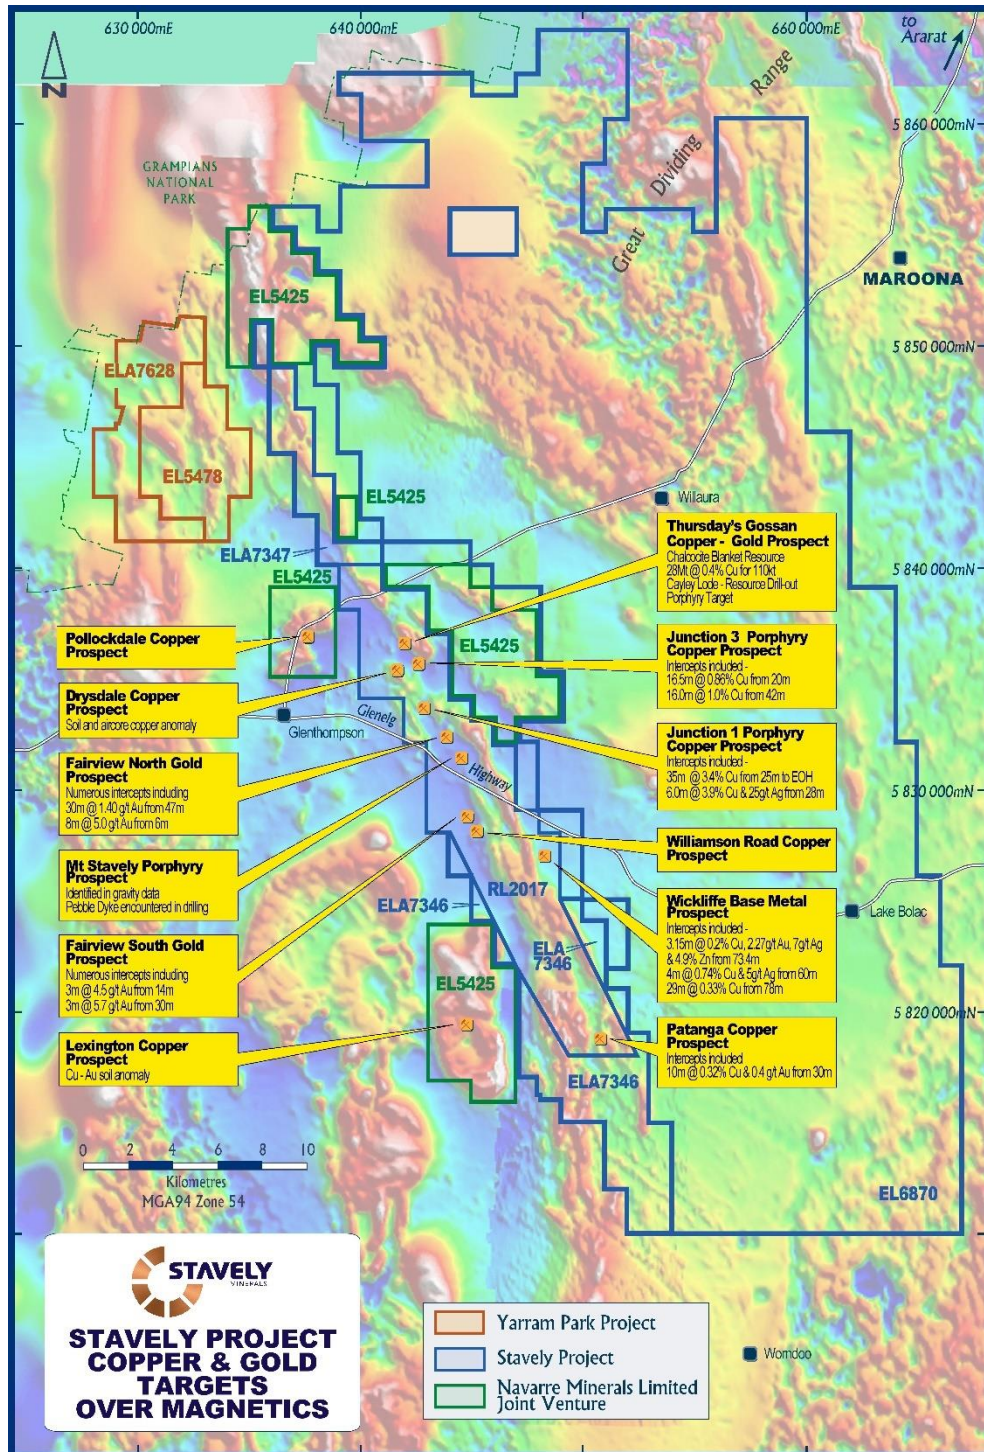 630 000mE
640 000mE
660 000mE
to
Ararat
N
5 860 000mN
Range
Dividing
Great
GRAMPIANS
NATIONAL
PARK
MAROONA
EL5425
5 850 000mN
ELA7628
EL5478
EL5425
Willaura
ELA7347
EL5425
Thursday's Gossan
Copper - Gold Prospect
Chalcocite Blanket Resource
28Mt @ 0.4% Cu for 110kt
Cayley Lode - Resource Drill-out
Porphyry Target
5 840 000mN
Pollockdale Copper
Prospect
EL5425
Junction 3 Porphyry
Copper Prospect
Intercepts included -
16.5m @ 0.86% Cu from 20m
16.0m @ 1.0% Cu from 42m
Drysdale Copper
Prospect
Soil and aircore copper anomaly
Glenthompson
Glenelg
Highway
Junction 1 Porphyry
Copper Prospect
Intercepts included -
35m @ 3.4% Cu from 25m to EOH
6.0m @ 3.9% Cu & 25g/t Ag from 28m
Fairview North Gold
Prospect
Numerous intercepts including
30m @ 1.40 g/t Au from 47m
8m @ 5.0 g/t Au from 6m
5 830 000mN
Williamson Road Copper
Prospect
Mt Stavely Porphyry
Prospect
Identified in gravity data
Pebble Dyke encountered in drilling
RL2017
ELA7346
Wickliffe Base Metal
Prospect
Intercepts included -
3.15m @ 0.2% Cu, 2.27g/t Au, 7g/t Ag
& 4.9% Zn from 73.4m
4m @ 0.74% Cu & 5g/t Ag from 60m
29m @ 0.33% Cu from 78m
Lake Bolac
Fairview South Gold
Prospect
Numerous intercepts including
3m @ 4.5 g/t Au from 14m
3m @ 5.7 g/t Au from 30m
ELA
7346
EL5425
5 820 000mN
Lexington Copper
Prospect
Cu - Au soil anomaly
Patanga Copper
Prospect
Intercepts included
10m @ 0.32% Cu & 0.4 g/t Au from 30m
ELA7346
0 2 4 6 8 10
Kilometres
MGA94 Zone 54
EL6870
STAVELY
MINERALS
STAVELY PROJECT
COPPER & GOLD
TARGETS
OVER MAGNETICS
Yarram Park Project
Stavely Project
Navarre Minerals Limited
Joint Venture
Worndoo